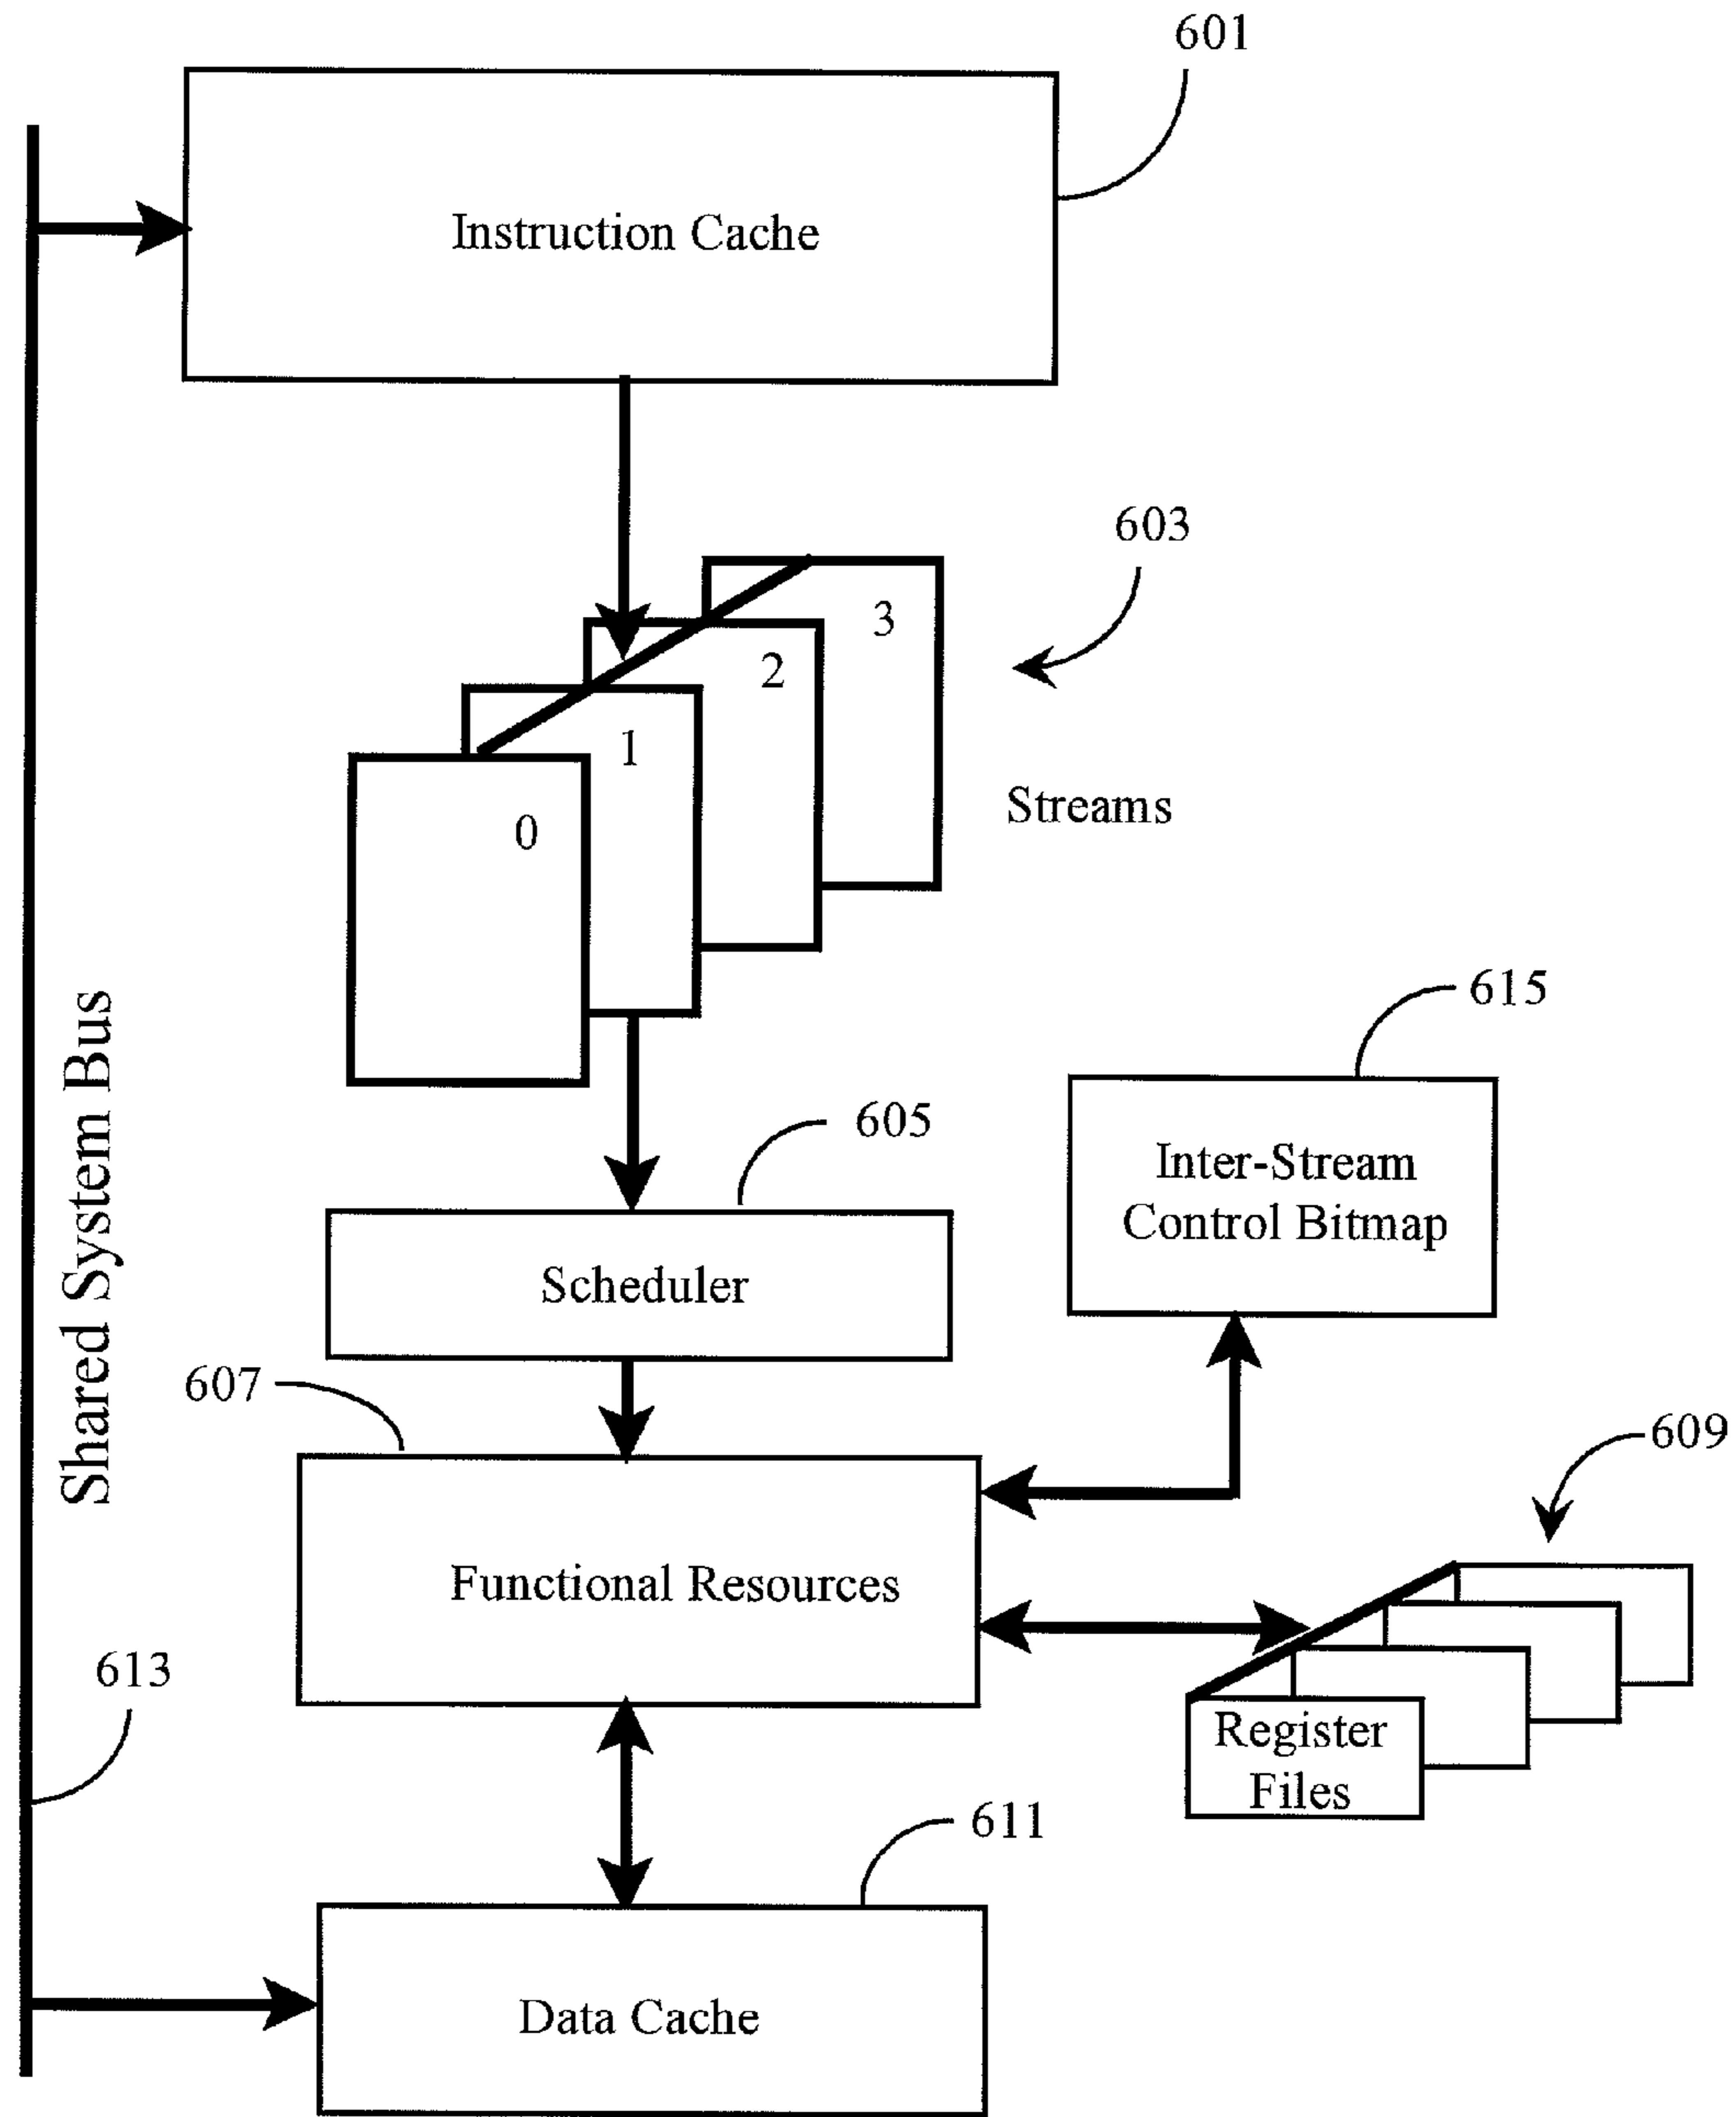 601
Instruction Cache
603
3
2
1
0
Streams
Shared System Bus
615
605
Inter-Stream
Control Bitmap
Scheduler
607
609
Functional Resources
613
Register
Files
611
Data Cache